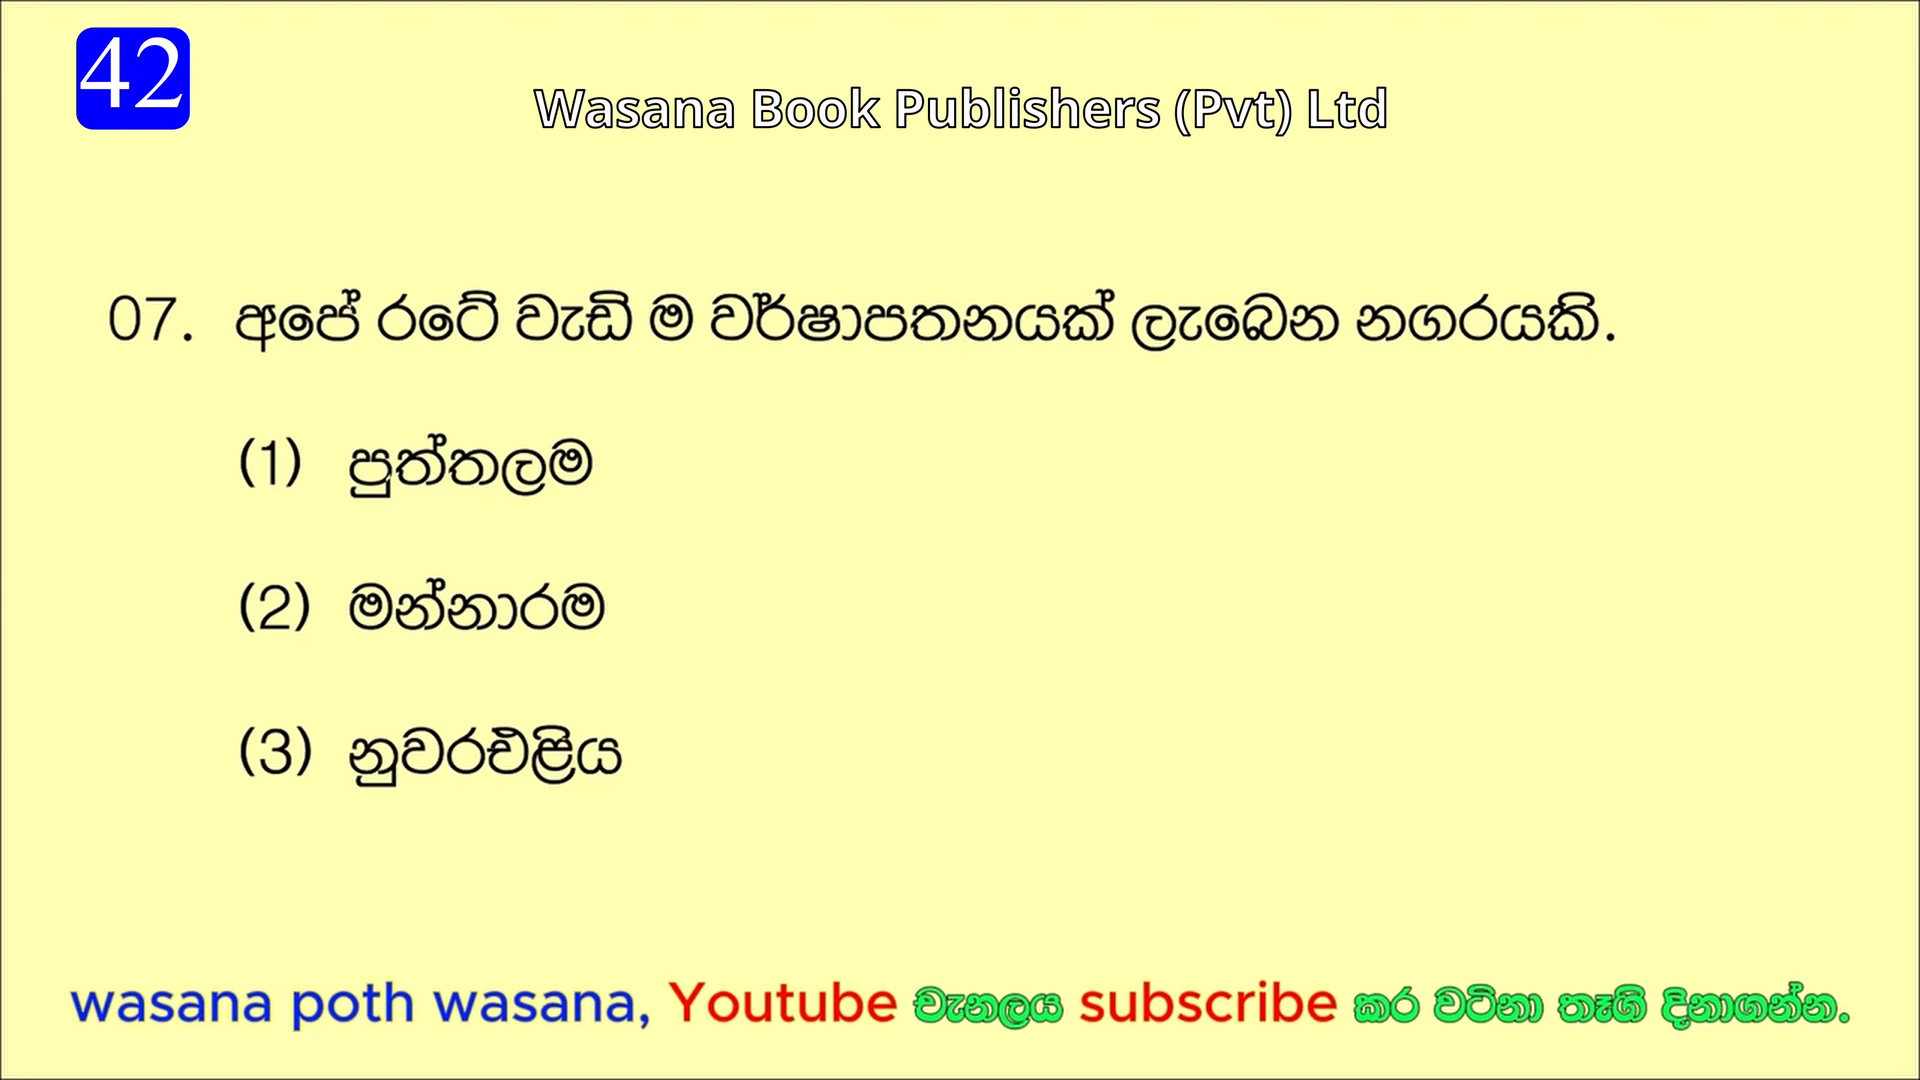 42
Wasana Book Publishers (Pvt) Ltd
07. අපේ රටේ වැඩි ම වර්ෂාපතනයක් ලැබෙන නගරයකි.
(1) පුත්තලම
(2) මන්නාරම
(3) නුවරඑළිය
wasana poth wasana, Youtube චැනලය subscribe කර වටිනා තෑගි දිනාගන්න.